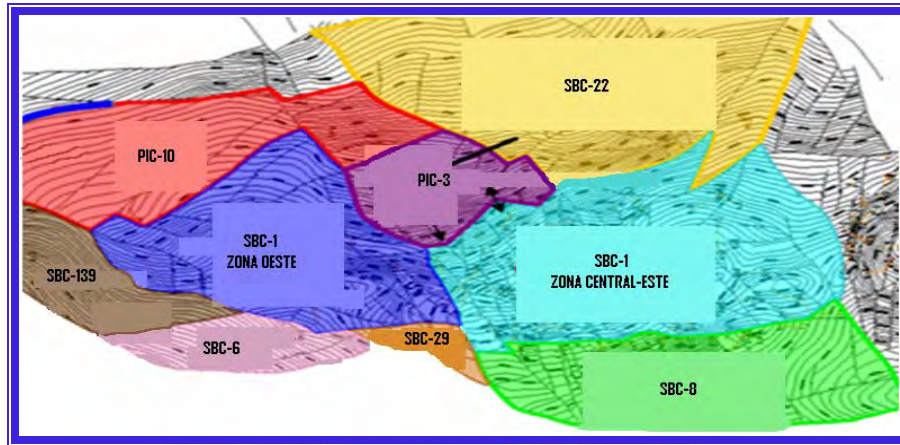 SBC-22
PIC-10
PIC-3
SBC-1
ZONA OESTE
SBC-1
ZONA CENTRAL-ESTE
SBC-139
SBC-6
SBC-29
SBC-8